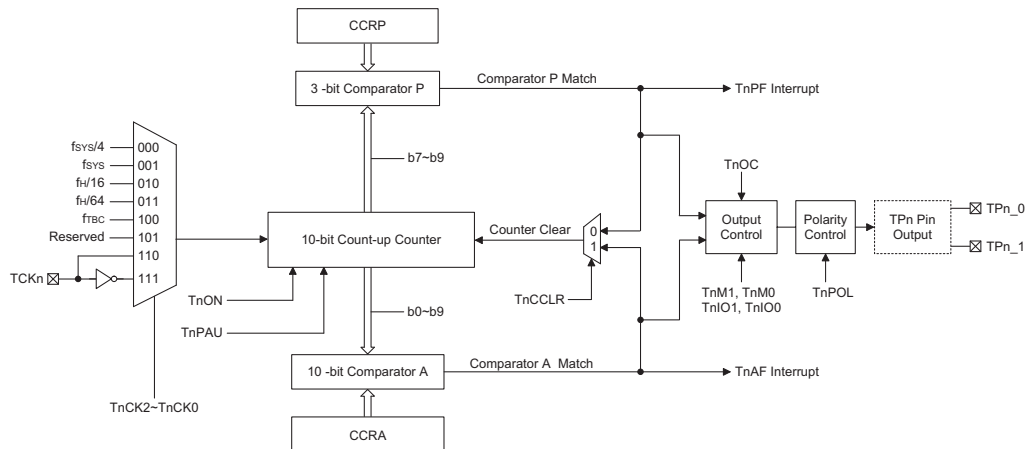 CCRP
3 -bit Comparator P
Comparator P Match
TnPF Interrupt
b7~b9
fSYS/4
000
fSYS
001
fH/16
010
fH/64
011
fTBC
100
Reserved
101
110
TCKn
111
TnCK2~TnCK0
10-bit Count-up Counter
TnON
TnPAU
Counter Clear
0
1
TnCCLR
TnOC
Output
Control
TnM1, TnM0
TnIO1, TnIO0
Polarity
Control
TnPOL
TPn Pin
Output
TPn_0
TPn_1
b0~b9
10 -bit Comparator A
Comparator A Match
TnAF Interrupt
CCRA